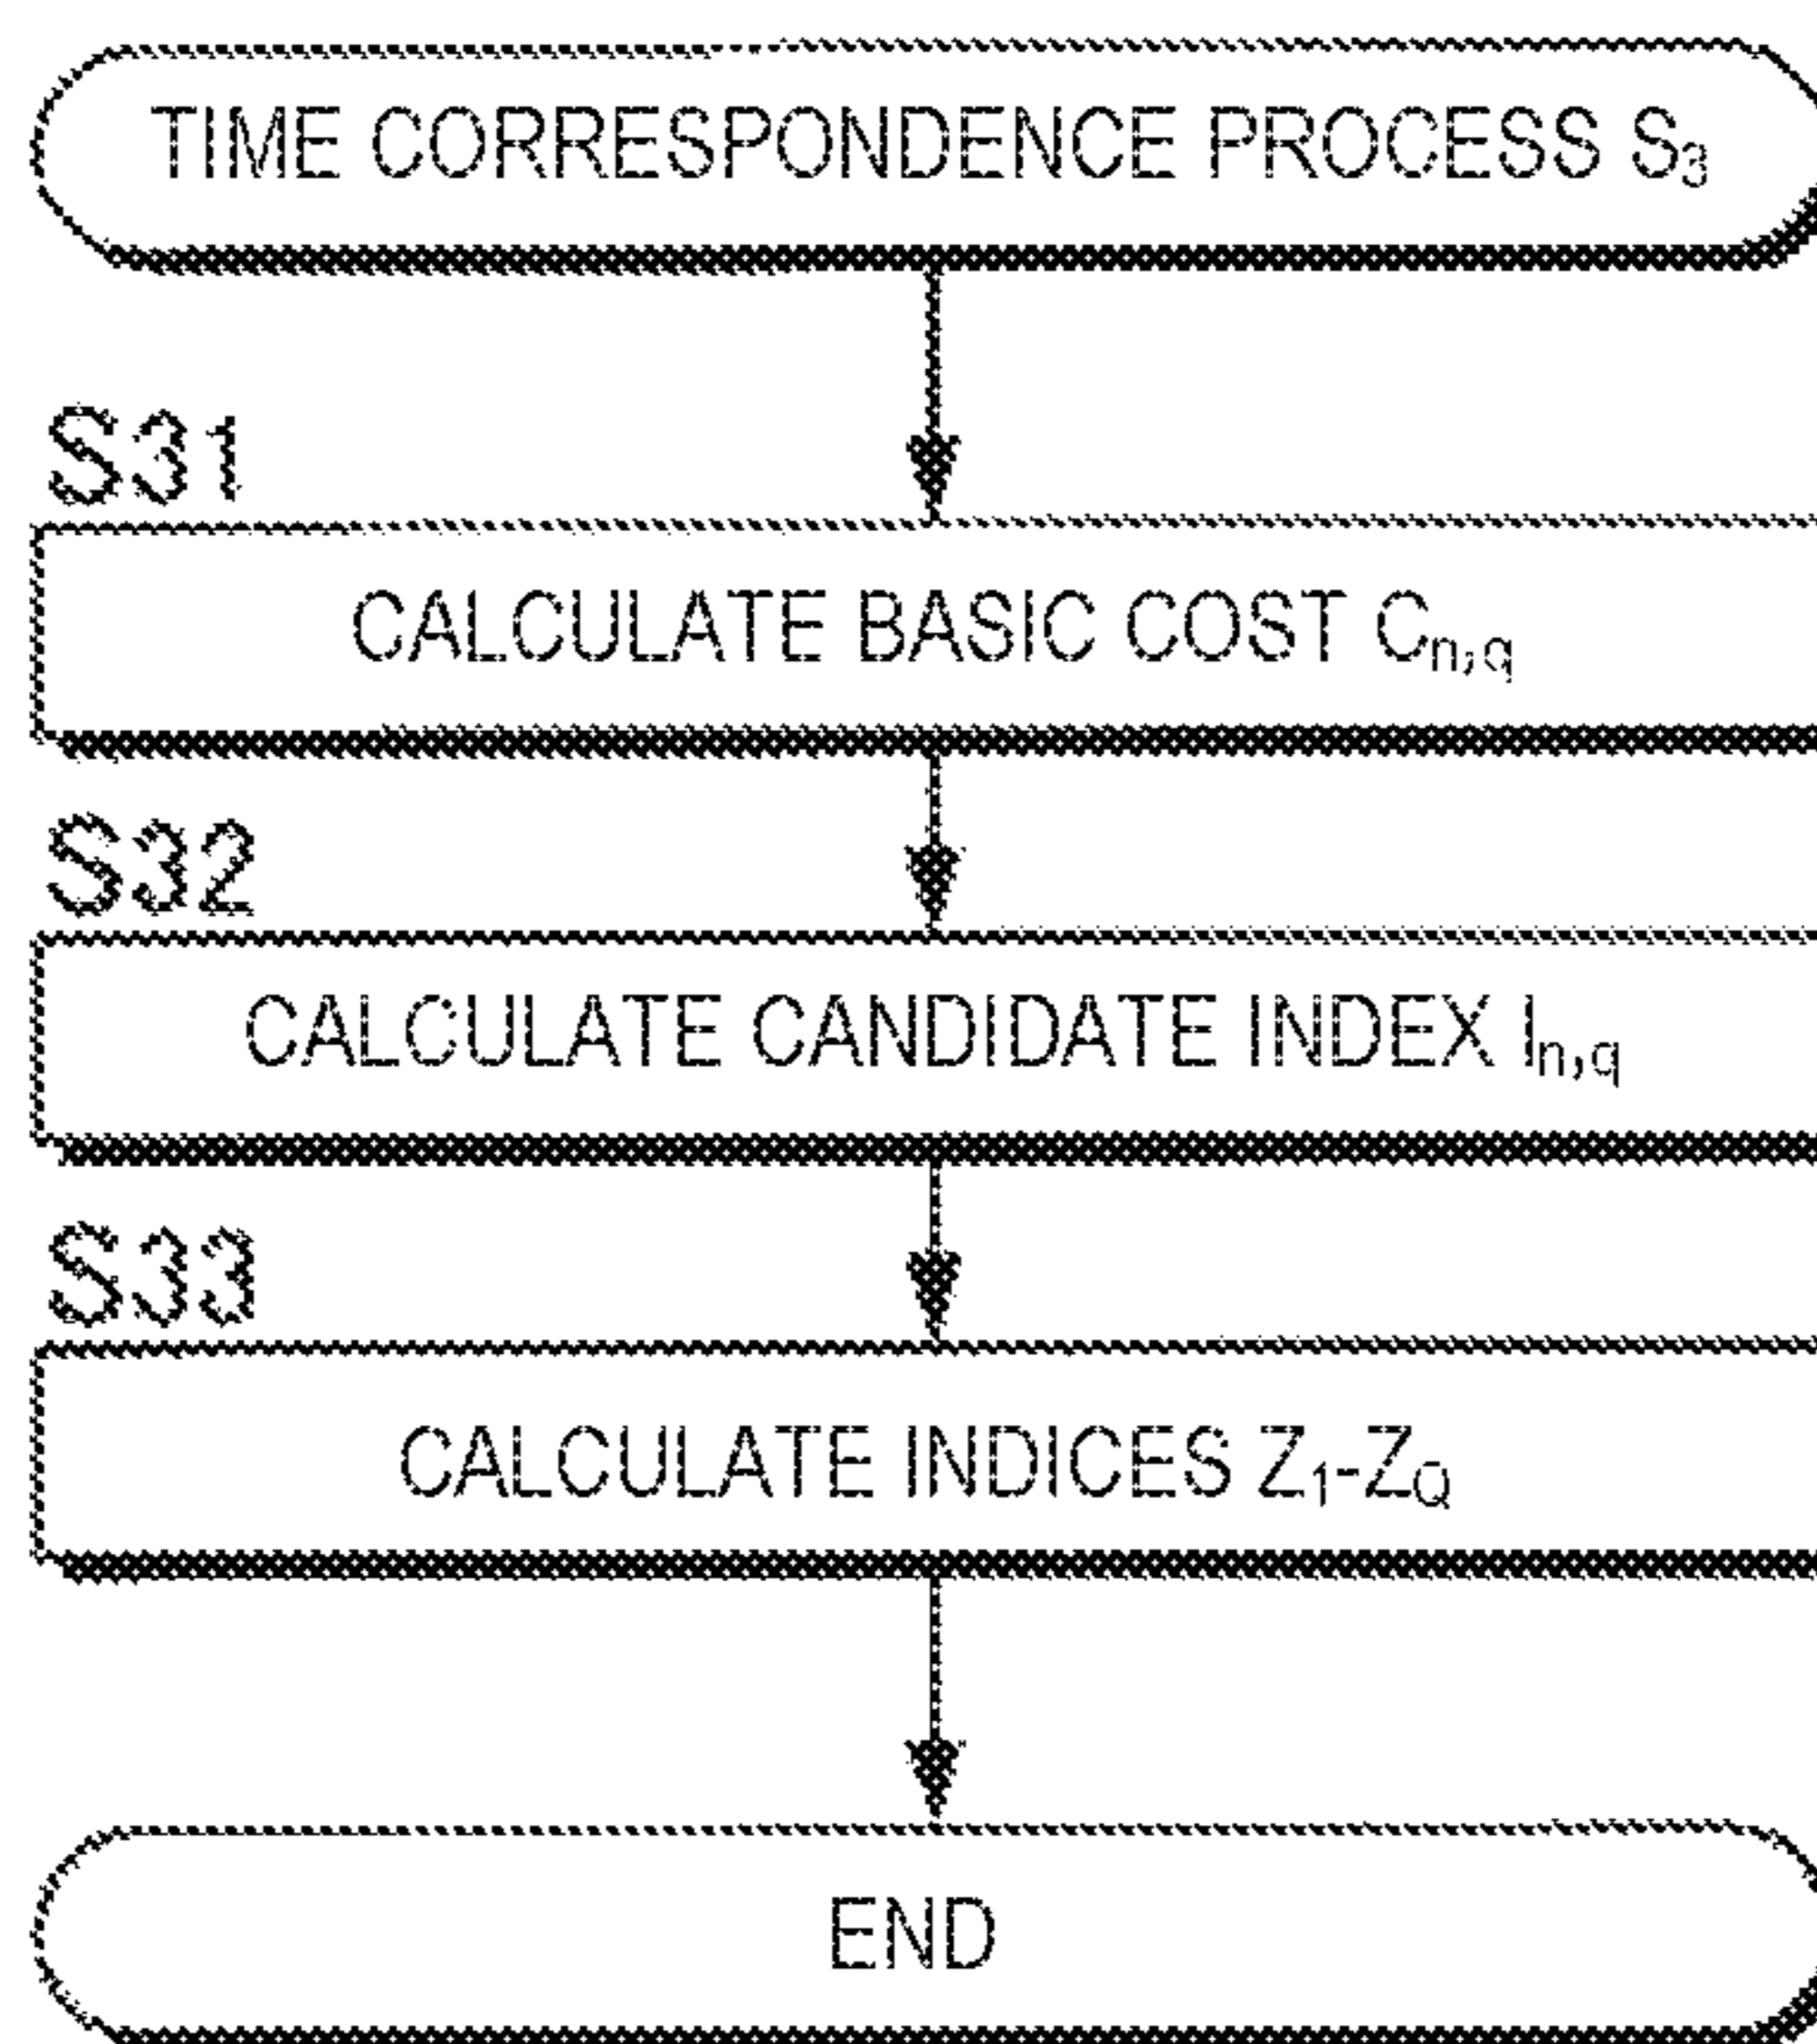 TIME CORRESPONDENCE PROCESS S₃
S31
CALCULATE BASIC COST Cₙ,q
S32
CALCULATE CANDIDATE INDEX Iₙ,q
S33
CALCULATE INDICES Z₁-Z_Q
END